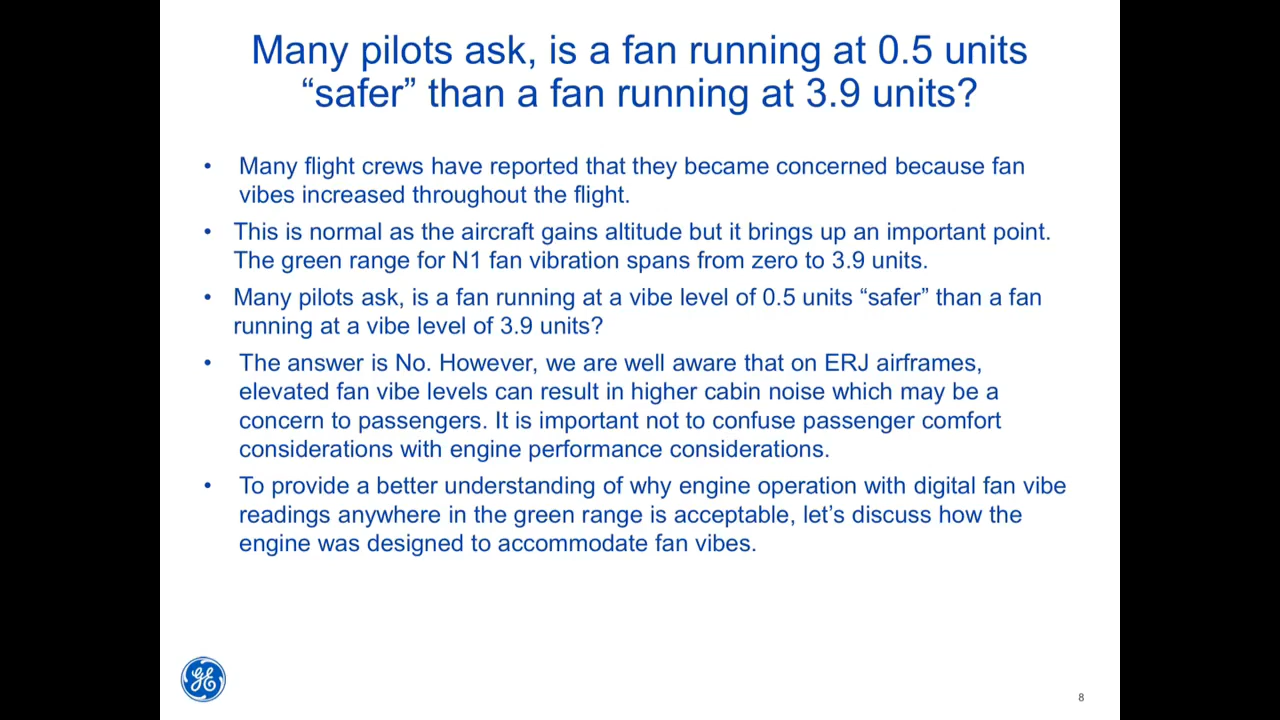 Many pilots ask, is a fan running at 0.5 units
“safer” than a fan running at 3.9 units?
• Many flight crews have reported that they became concerned because fan
vibes increased throughout the flight.
• This is normal as the aircraft gains altitude but it brings up an important point.
The green range for N1 fan vibration spans from zero to 3.9 units.
• Many pilots ask, is a fan running at a vibe level of 0.5 units “safer” than a fan
running at a vibe level of 3.9 units?
• The answer is No. However, we are well aware that on ERJ airframes,
elevated fan vibe levels can result in higher cabin noise which may be a
concern to passengers. It is important not to confuse passenger comfort
considerations with engine performance considerations.
• To provide a better understanding of why engine operation with digital fan vibe
readings anywhere in the green range is acceptable, let’s discuss how the
engine was designed to accommodate fan vibes.
GE
8